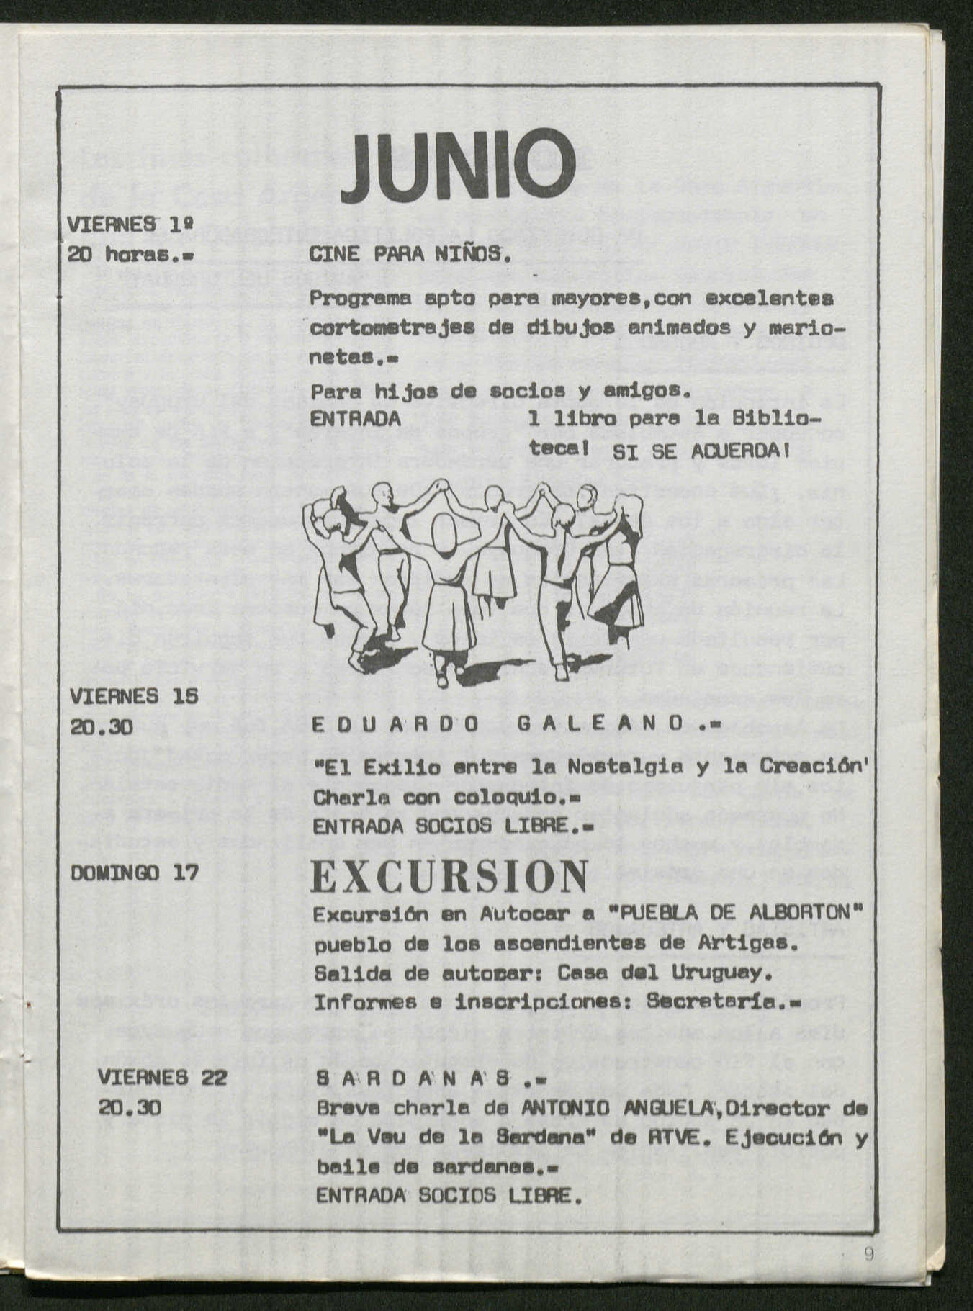 JUNIO
VIERNES 1º
20 horas.=
CINE PARA NIÑOS.
Programa apto para mayores,con excelentes
cortometrajes de dibujos animados y mario-
netas.=
Para hijos de socios y amigos.
ENTRADA 1 libro para la Biblio-
teca! SI SE ACUERDA!
VIERNES 15
20.30 EDUARDO GALEANO.=
"El Exilio entre la Nostalgia y la Creación'
Charla con coloquio.=
ENTRADA SOCIOS LIBRE.=
DOMINGO 17 EXCURSION
Excursión en Autocar a "PUEBLA DE ALBORTON"
pueblo de los ascendientes de Artigas.
Salida de autocar: Casa del Uruguay.
Informes e inscripciones: Secretaría.=
VIERNES 22 SARDANAS.=
20.30 Breve charla de ANTONIO ANGUELA,Director de
"La Veu de la Sardana" de RTVE. Ejecución y
baile de sardanas.=
ENTRADA SOCIOS LIBRE.
9